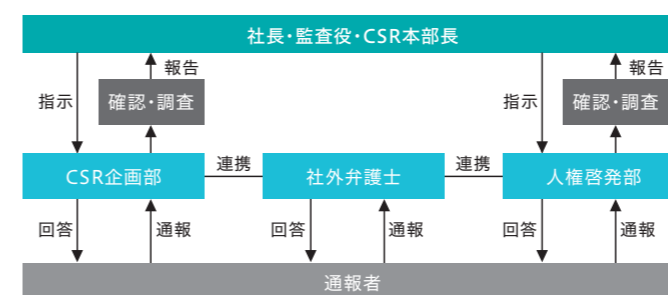 社長・監査役・CSR本部長
報告
報告
指示
確認・調査
指示
確認・調査
CSR企画部
連携
社外弁護士
連携
人権啓発部
回答
通報
回答
通報
回答
通報
通報者